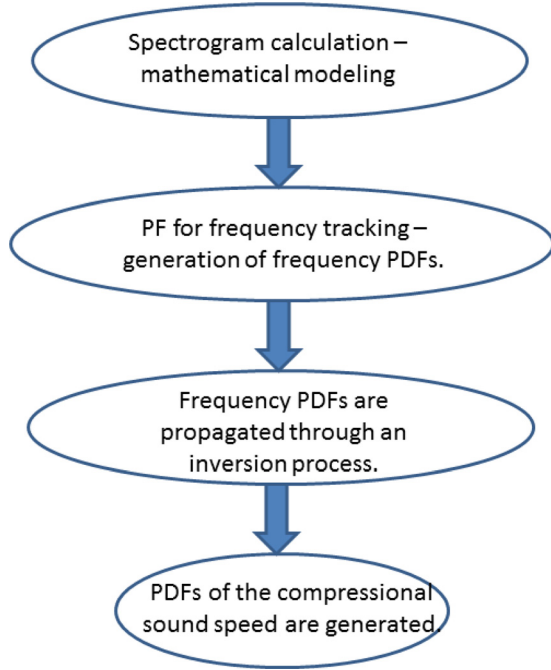 Spectrogram calculation –
mathematical modeling
PF for frequency tracking –
generation of frequency PDFs.
Frequency PDFs are
propagated through an
inversion process.
PDFs of the compressional
sound speed are generated.